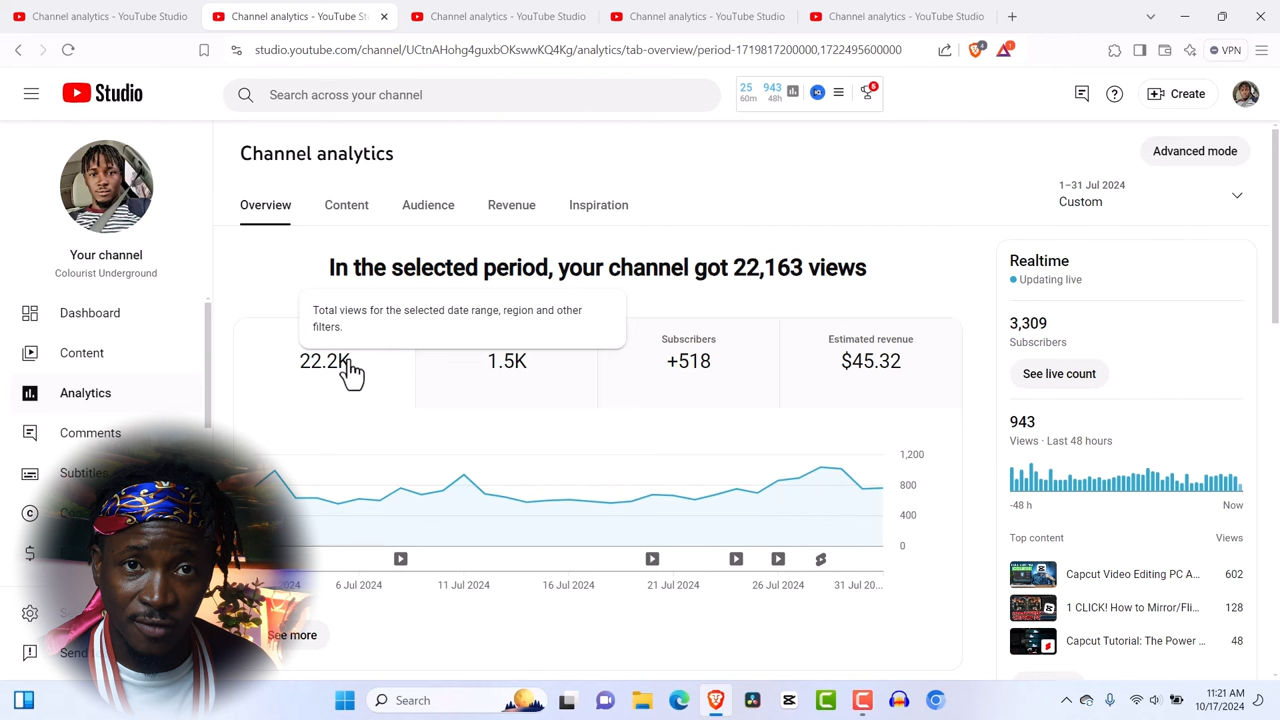 Channel analytics - YouTube Studio
Channel analytics - YouTube St
Channel analytics - YouTube Studio
Channel analytics - YouTube Studio
Channel analytics - YouTube Studio
studio.youtube.com/channel/UCtnAHohg4guxbOKswwKQ4Kg/analytics/tab-overview/period-1719817200000,1722495600000
4
1
VPN
Studio
Search across your channel
25
60m
943
48h
6
Create
Your channel
Colourist Underground
Dashboard
Content
Analytics
Comments
Subtitles
Send
Channel analytics
Advanced mode
Overview
Content
Audience
Revenue
Inspiration
1–31 Jul 2024
Custom
In the selected period, your channel got 22,163 views
Total views for the selected date range, region and other
filters.
22.2K
1.5K
Subscribers
+518
Estimated revenue
$45.32
1,200
800
400
0
2024
6 Jul 2024
11 Jul 2024
16 Jul 2024
21 Jul 2024
26 Jul 2024
31 Jul 20...
See more
Realtime
Updating live
3,309
Subscribers
See live count
943
Views · Last 48 hours
-48 h
Now
Top content
Views
Capcut Video Editing PC A...
602
1 CLICK! How to Mirror/Fli...
128
Capcut Tutorial: The Power ...
48
Search
11:21 AM
10/17/2024